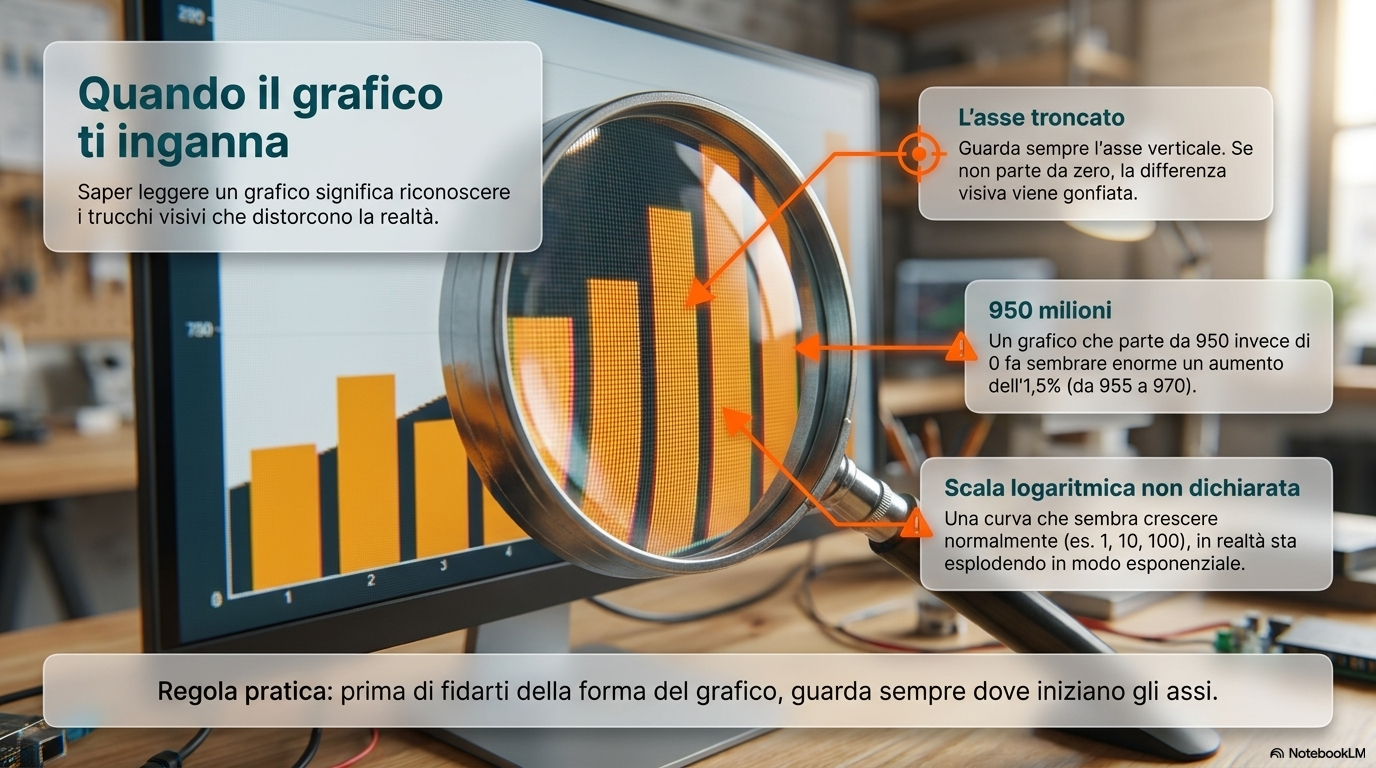 Quando il grafico
ti inganna
Saper leggere un grafico significa riconoscere
i trucchi visivi che distorcono la realtà.
L'asse troncato
Guarda sempre l'asse verticale. Se
non parte da zero, la differenza
visiva viene gonfiata.
950 milioni
Un grafico che parte da 950 invece di
0 fa sembrare enorme un aumento
dell'1,5% (da 955 a 970).
Scala logaritmica non dichiarata
Una curva che sembra crescere
normalmente (es. 1, 10, 100), in realtà sta
esplodendo in modo esponenziale.
0
1
2
3
4
Regola pratica: prima di fidarti della forma del grafico, guarda sempre dove iniziano gli assi.
NotebookLM